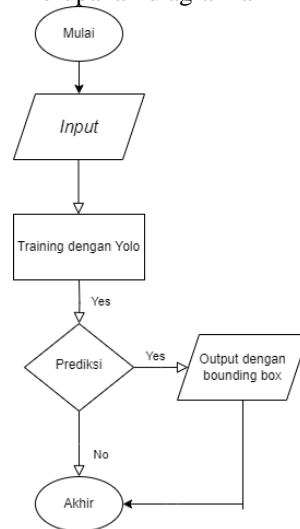 Mulai
Input
Training dengan Yolo
Yes
Prediksi
Yes
Output dengan
bounding box
No
Akhir